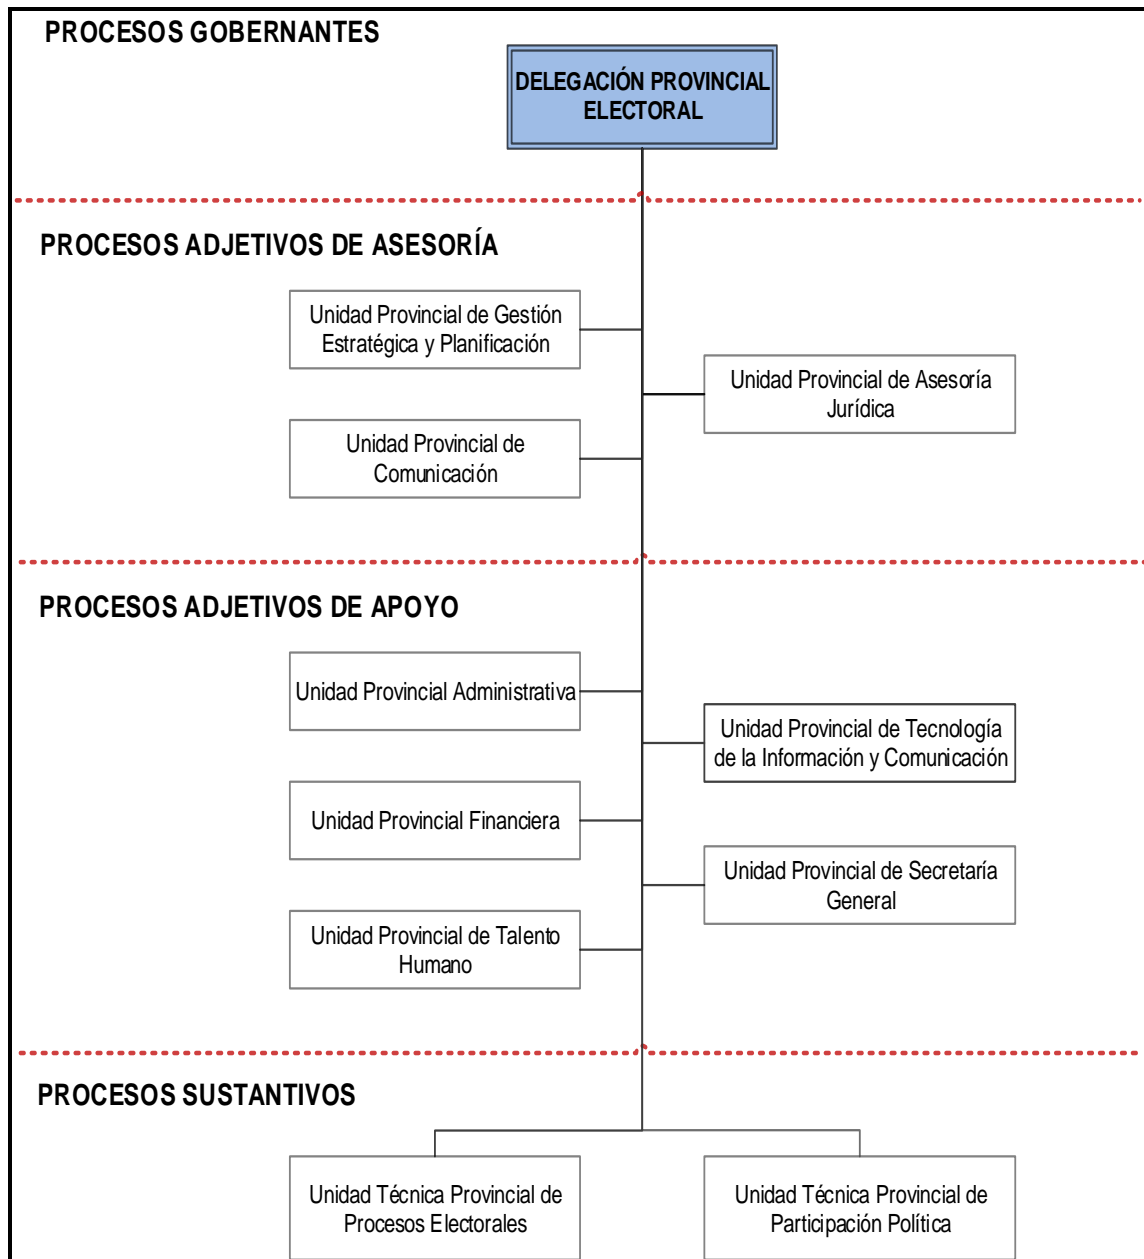 PROCESOS GOBERNANTES
DELEGACIÓN PROVINCIAL
ELECTORAL
PROCESOS ADJETIVOS DE ASESORÍA
Unidad Provincial de Gestión
Estratégica y Planificación
Unidad Provincial de Asesoría
Jurídica
Unidad Provincial de
Comunicación
PROCESOS ADJETIVOS DE APOYO
Unidad Provincial Administrativa
Unidad Provincial de Tecnología
de la Información y Comunicación
Unidad Provincial Financiera
Unidad Provincial de Secretaría
General
Unidad Provincial de Talento
Humano
PROCESOS SUSTANTIVOS
Unidad Técnica Provincial de
Procesos Electorales
Unidad Técnica Provincial de
Participación Política